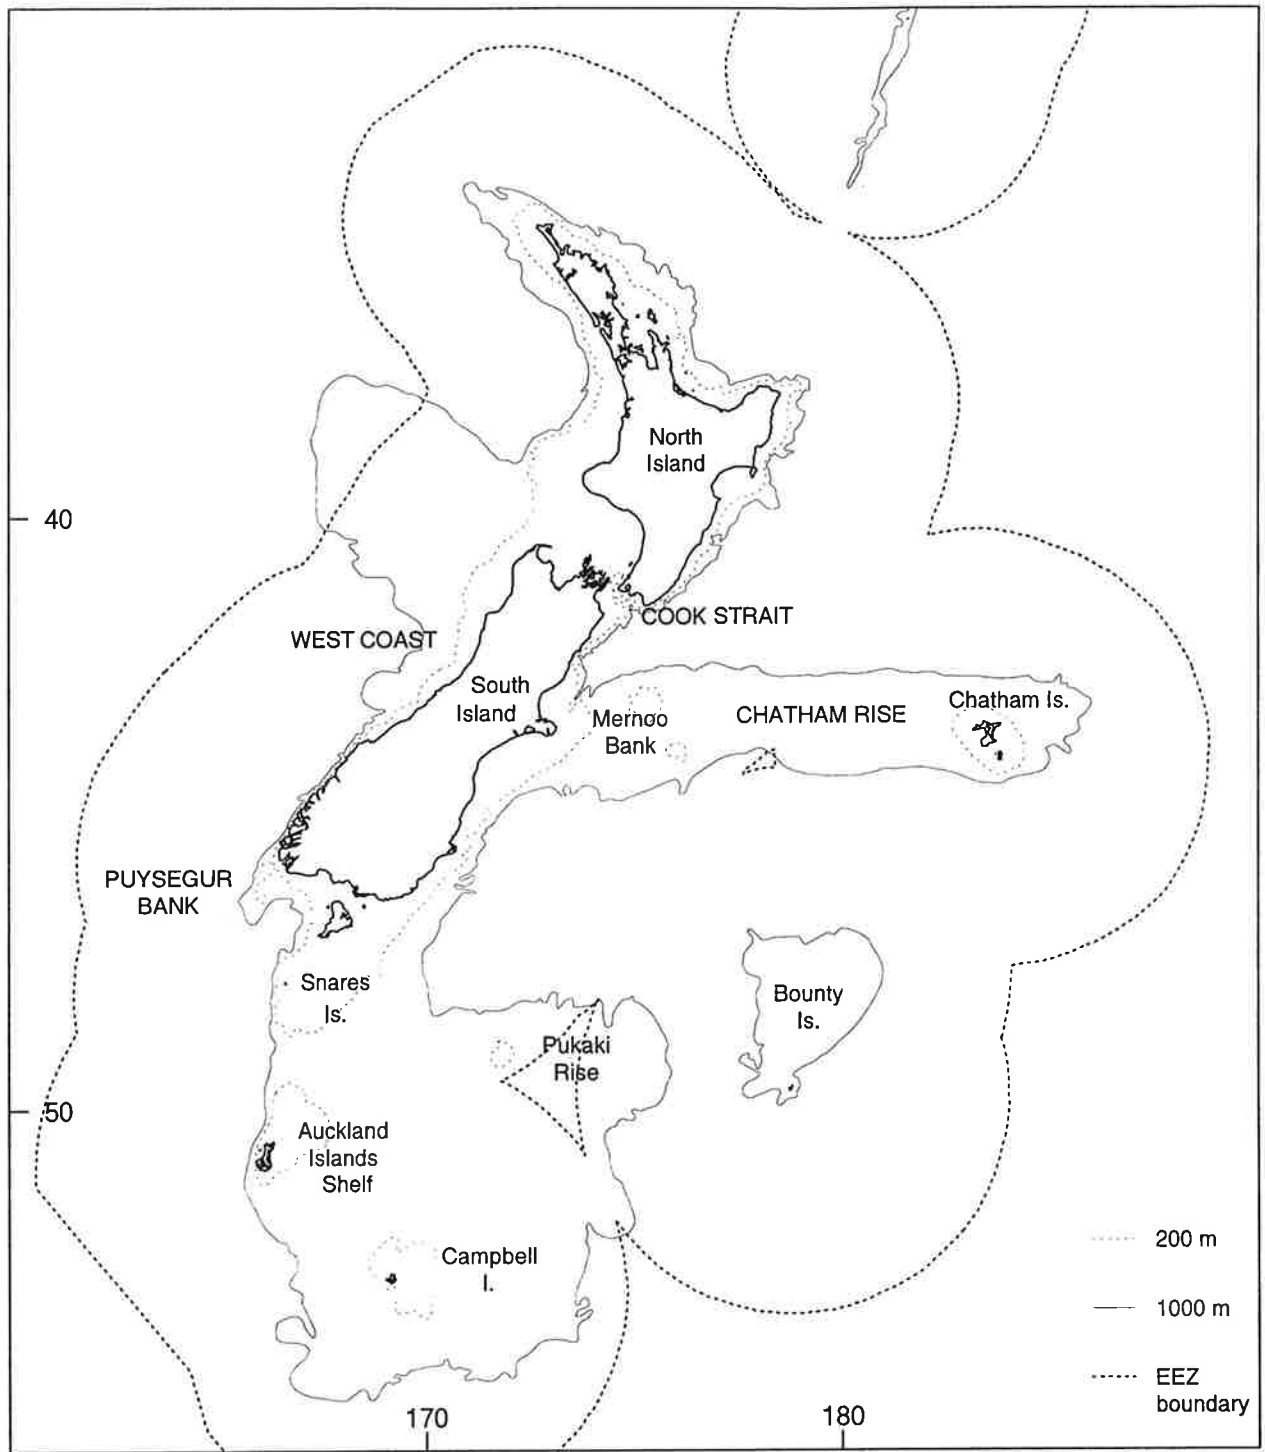 North
Island
40
COOK STRAIT
WEST COAST
South
Island
Mernoo
Bank
CHATHAM RISE
Chatham Is.
PUYSEGUR
BANK
Snares
Is.
Bounty
Is.
Pukaki
Rise
50
Auckland
Islands
Shelf
Campbell
I.
200 m
1000 m
EEZ
boundary
170
180